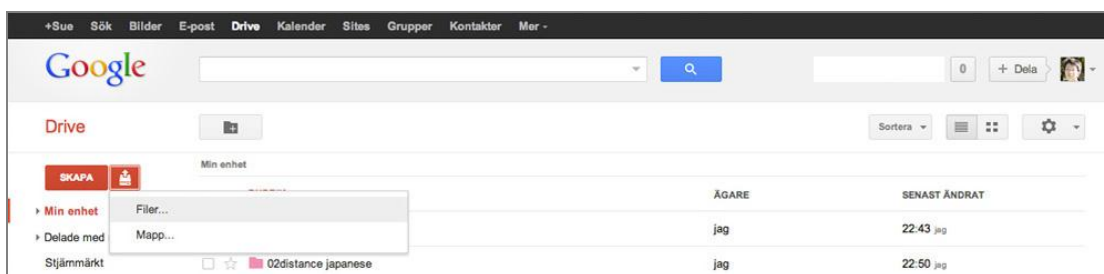 +Sue Sök Bilder E-post Drive Kalender Sites Grupper Kontakter Mer
Google
0 + Dela
Drive
Sortera
Min enhet
SKAPA
ÄGARE SENAST ÄNDRAT
Min enhet
Filer...
jag 22:43 jag
Delade med
Mapp...
Stjärnmärkt
02distance japanese jag 22:50 jag